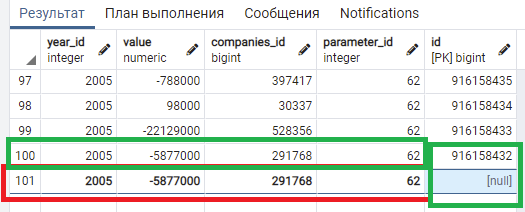 Результат План выполнения Сообщения Notifications
year_id value companies_id parameter_id id
integer numeric bigint integer [PK] bigint
97 2005 -788000 397417 62 916158435
98 2005 98000 30337 62 916158434
99 2005 -22129000 528356 62 916158433
100 2005 -5877000 291768 62 916158432
101 2005 -5877000 291768 62 [null]